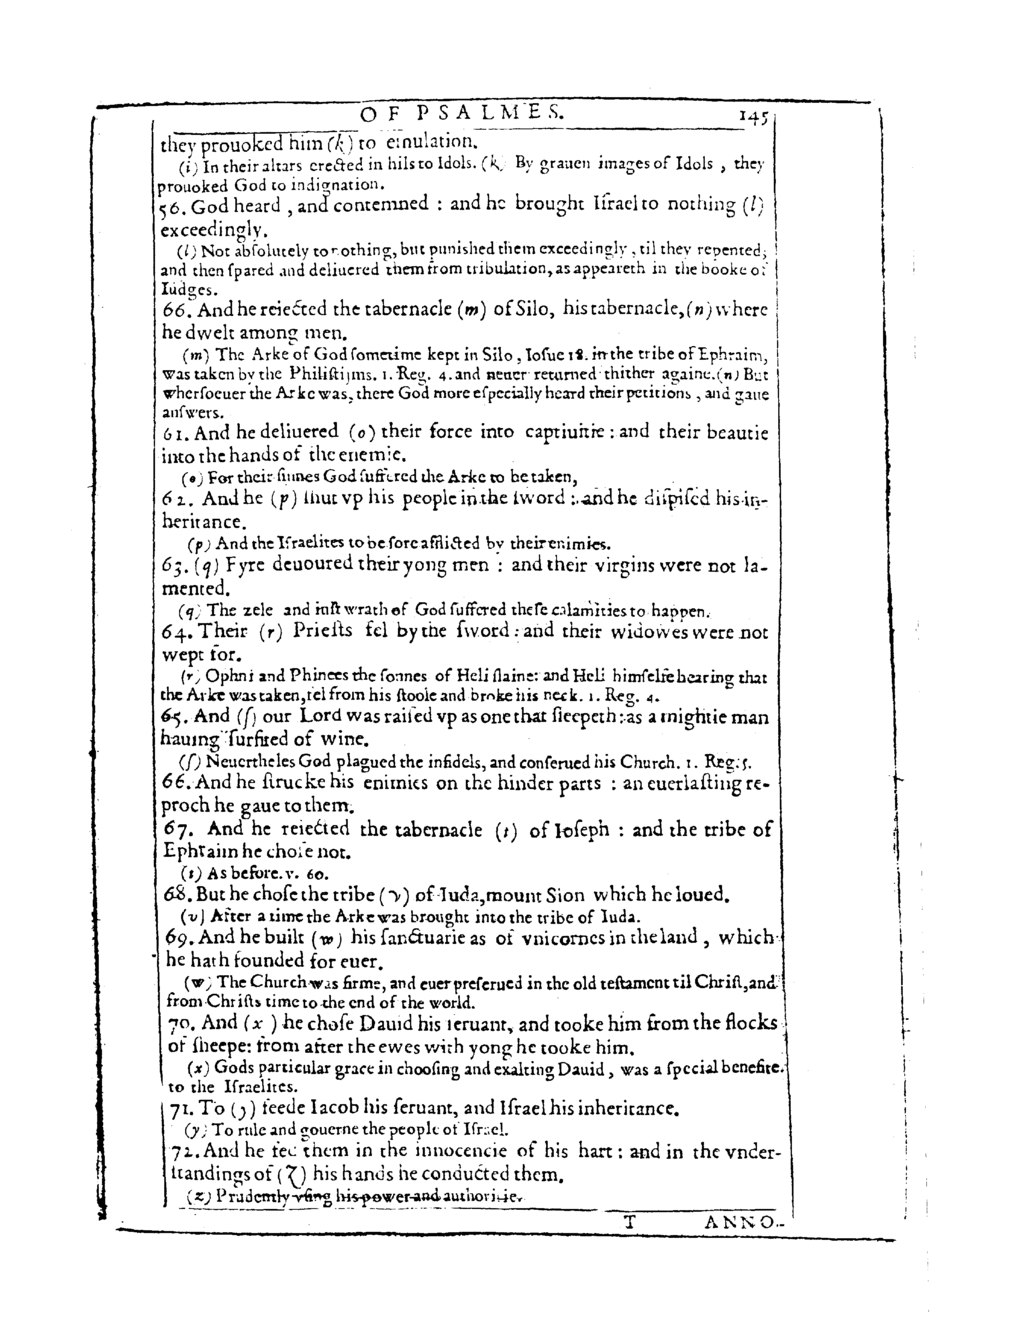 OF PSALMES. 145
they prouoked him (k) to emulation.
(i) In their altars erected in hils to Idols. (k) By grauen images of Idols , they
prouoked God to indignation.
56. God heard , and contemned : and he brought Iſrael to nothing (l)
exceedingly.
(l) Not abſolutely to nothing, but punished them exceedingly , til they repented;
and then ſpared and deliuered them from tribulation, as appeareth in the booke of
Iudges.
66. And he reiected the tabernacle (m) of Silo, his tabernacle, (n) where
he dwelt among men.
(m) The Arke of God ſometime kept in Silo , Ioſue 18. in the tribe of Ephraim,
was taken by the Philiſtijms. 1. Reg. 4. and neuer returned thither againe. (n) But
wherſoeuer the Arke was, there God more eſpecially heard their petitions , and gaue
anſwers.
61. And he deliuered (o) their force into captiuitie : and their beautie
into the hands of the enemie.
(o) For their ſinnes God ſuffered the Arke to be taken,
62. And he (p) ſhut vp his people in the ſword : and he diſpiſed his in-
heritance.
(p) And the Iſraelites to be ſore afflicted by their enimies.
63. (q) Fyre deuoured their yong men : and their virgins were not la-
mented.
(q) The zele and iuſt wrath of God ſuffered theſe calamities to happen.
64. Their (r) Prieſts fel by the ſword : and their widowes were not
wept for.
(r) Ophni and Phinees the ſonnes of Heli ſlaine: and Heli himſelfe hearing that
the Arke was taken, fel from his ſtoole and broke his neck. 1. Reg. 4.
65. And (ſ) our Lord was raiſed vp as one that ſleepeth : as a mightie man
hauing ſurfited of wine.
(ſ) Neuertheles God plagued the infidels, and conſerued his Church. 1. Reg. 5.
66. And he ſtrucke his enimies on the hinder parts : an euerlaſting re-
proch he gaue to them.
67. And he reiected the tabernacle (t) of Ioſeph : and the tribe of
Ephraim he choſe not.
(t) As before. v. 60.
68. But he choſe the tribe (v) of Iuda, mount Sion which he loued.
(v) After a time the Arke was brought into the tribe of Iuda.
69. And he built (w) his ſanctuarie as of vnicornes in the land , which
he hath founded for euer.
(w) The Church was firme, and euer preſerued in the old teſtament til Chriſt, and
from Chriſts time to the end of the world.
70. And (x) he choſe Dauid his ſeruant, and tooke him from the flocks
of ſheepe: from after the ewes with yong he tooke him.
(x) Gods particular grace in chooſing and exalting Dauid , was a ſpecial benefite
to the Iſraelites.
71. To (y) feede Iacob his ſeruant, and Iſrael his inheritance.
(y) To rule and gouerne the people of Iſrael.
72. And he fed them in the innocencie of his hart : and in the vnder-
ſtandings of (z) his hands he conducted them.
(z) Prudently vſing his power and authoritie.
T ANNO-